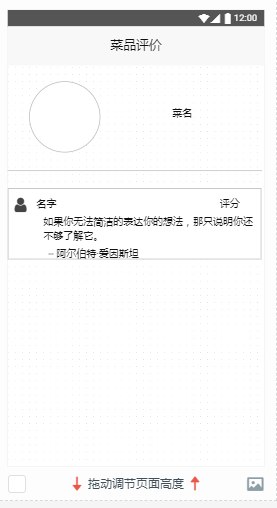 12:00
菜品评价
菜名
名字 评分
如果你无法简洁的表达你的想法，那只说明你还
不够了解它。
-- 阿尔伯特·爱因斯坦
拖动调节页面高度